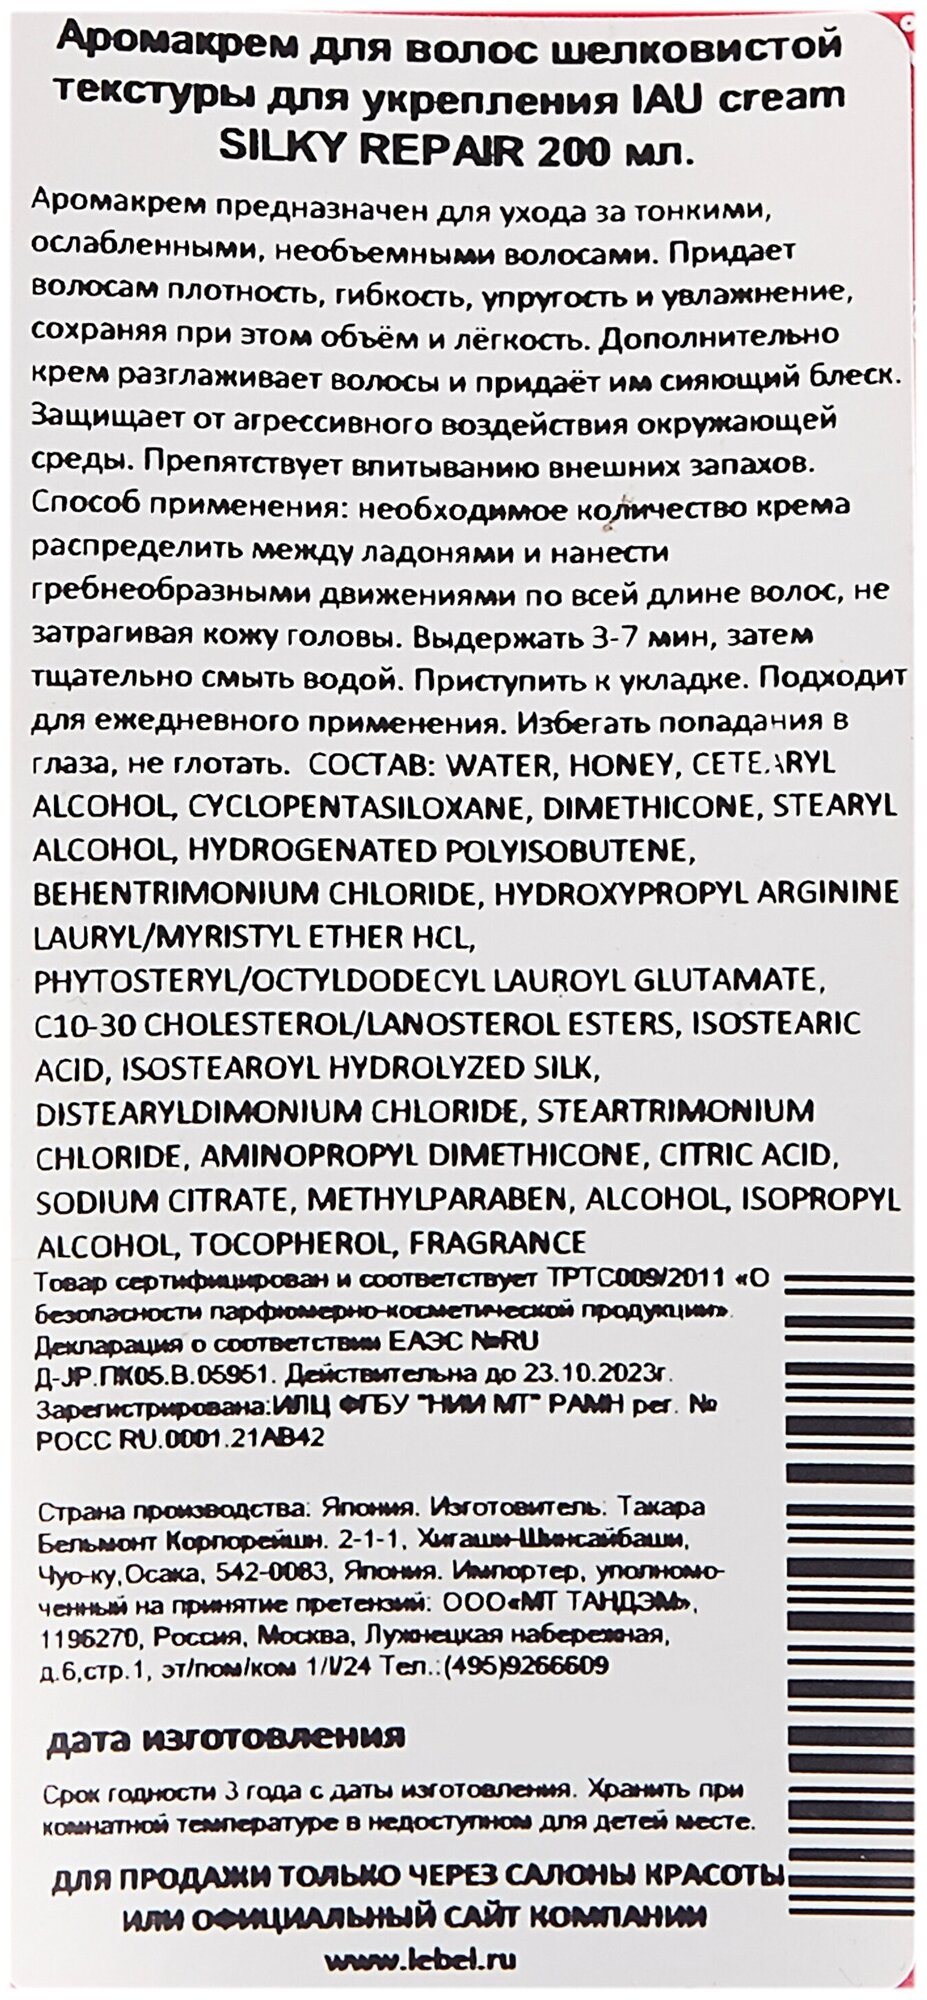 Аромакрем для волос шелковистой
текстуры для укрепления IAU cream
SILKY REPAIR 200 мл.
Аромакрем предназначен для ухода за тонкими,
ослабленными, необъемными волосами. Придает
волосам плотность, гибкость, упругость и увлажнение,
сохраняя при этом объём и лёгкость. Дополнительно
крем разглаживает волосы и придаёт им сияющий блеск.
Защищает от агрессивного воздействия окружающей
среды. Препятствует впитыванию внешних запахов.
Способ применения: необходимое количество крема
распределить между ладонями и нанести
гребнеобразными движениями по всей длине волос, не
затрагивая кожу головы. Выдержать 3-7 мин, затем
тщательно смыть водой. Приступить к укладке. Подходит
для ежедневного применения. Избегать попадания в
глаза, не глотать. СОСТАВ: WATER, HONEY, CETEARYL
ALCOHOL, CYCLOPENTASILOXANE, DIMETHICONE, STEARYL
ALCOHOL, HYDROGENATED POLYISOBUTENE,
BEHENTRIMONIUM CHLORIDE, HYDROXYPROPYL ARGININE
LAURYL/MYRISTYL ETHER HCL,
PHYTOSTERYL/OCTYLDODECYL LAUROYL GLUTAMATE,
C10-30 CHOLESTEROL/LANOSTEROL ESTERS, ISOSTEARIC
ACID, ISOSTEAROYL HYDROLYZED SILK,
DISTEARYLDIMONIUM CHLORIDE, STEARTRIMONIUM
CHLORIDE, AMINOPROPYL DIMETHICONE, CITRIC ACID,
SODIUM CITRATE, METHYLPARABEN, ALCOHOL, ISOPROPYL
ALCOHOL, TOCOPHEROL, FRAGRANCE
Товар сертифицирован и соответствует ТРТС009/2011 «О
безопасности парфюмерно-косметической продукции».
Декларация о соответствии ЕАЭС №RU
Д-JP.ПК05.В.05951. Действительна до 23.10.2023г.
Зарегистрирована:ИЛЦ ФГБУ "НИИ МТ" РАМН рег. №
РОСС RU.0001.21АВ42
Страна производства: Япония. Изготовитель: Такара
Бельмонт Корпорейшн. 2-1-1, Хигаши-Шинсайбаши,
Чуо-ку,Осака, 542-0083, Япония. Импортер, уполномо-
ченный на принятие претензий: ООО«МТ ТАНДЭМ»,
1196270, Россия, Москва, Лужнецкая набережная,
д.6,стр.1, эт/пом/ком 1/I/24 Тел.:(495)9266609
дата изготовления
Срок годности 3 года с даты изготовления. Хранить при
комнатной температуре в недоступном для детей месте.
ДЛЯ ПРОДАЖИ ТОЛЬКО ЧЕРЕЗ САЛОНЫ КРАСОТЫ
ИЛИ ОФИЦИАЛЬНЫЙ САЙТ КОМПАНИИ
www.lebel.ru